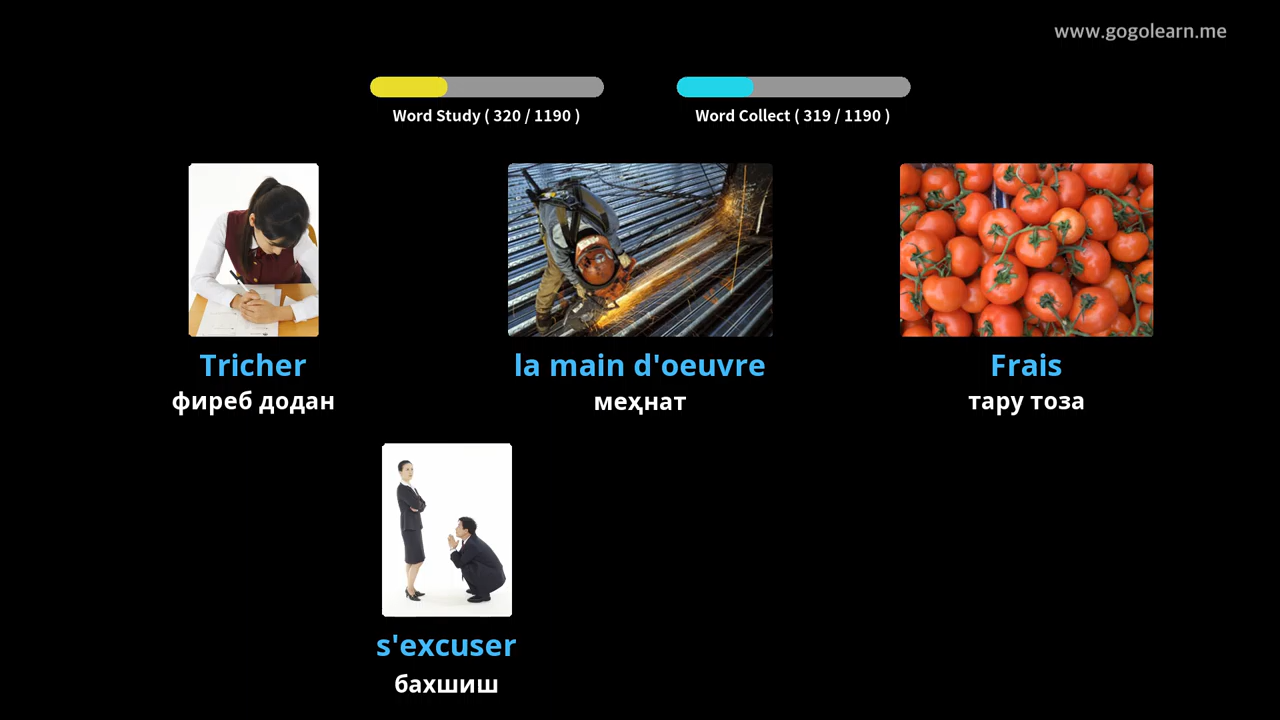 www.gogolearn.me
Word Study ( 320 / 1190 )
Word Collect ( 319 / 1190 )
Tricher
la main d'oeuvre
Frais
фиреб додан
меҳнат
тару тоза
s'excuser
бахшиш